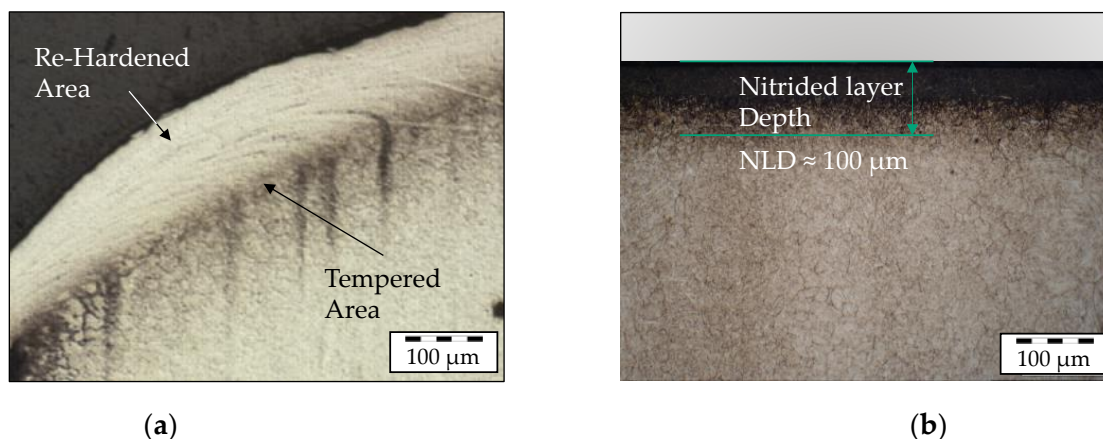 Re-Hardened
Area
Tempered
Area
100 µm
(a)
Nitrided layer
Depth
NLD ≈ 100 µm
100 µm
(b)